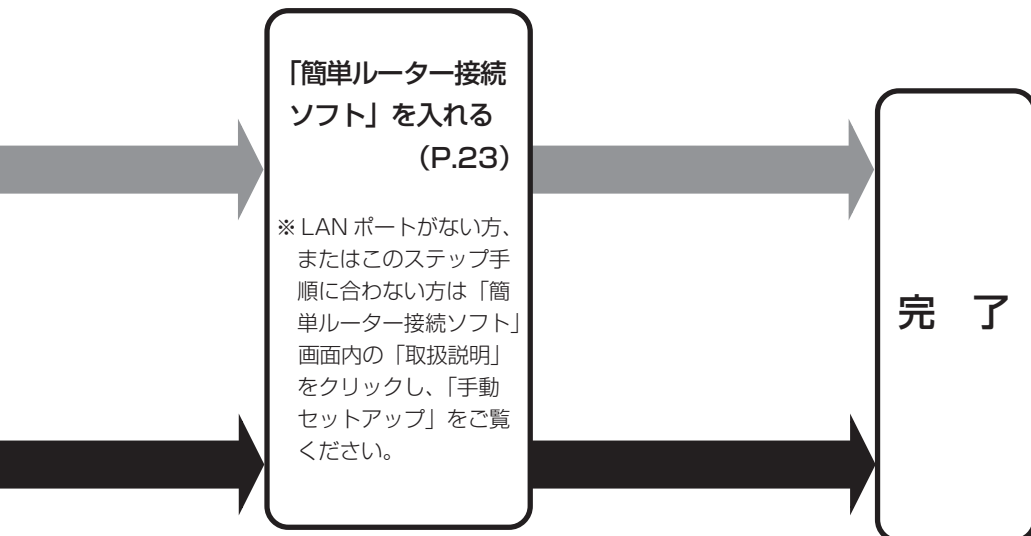 「簡単ルーター接続
ソフト」を入れる
(P.23)
※ LAN ポートがない方、
またはこのステップ手
順に合わない方は「簡
単ルーター接続ソフト」
画面内の「取扱説明」
をクリックし、「手動
セットアップ」をご覧
ください。
完 了